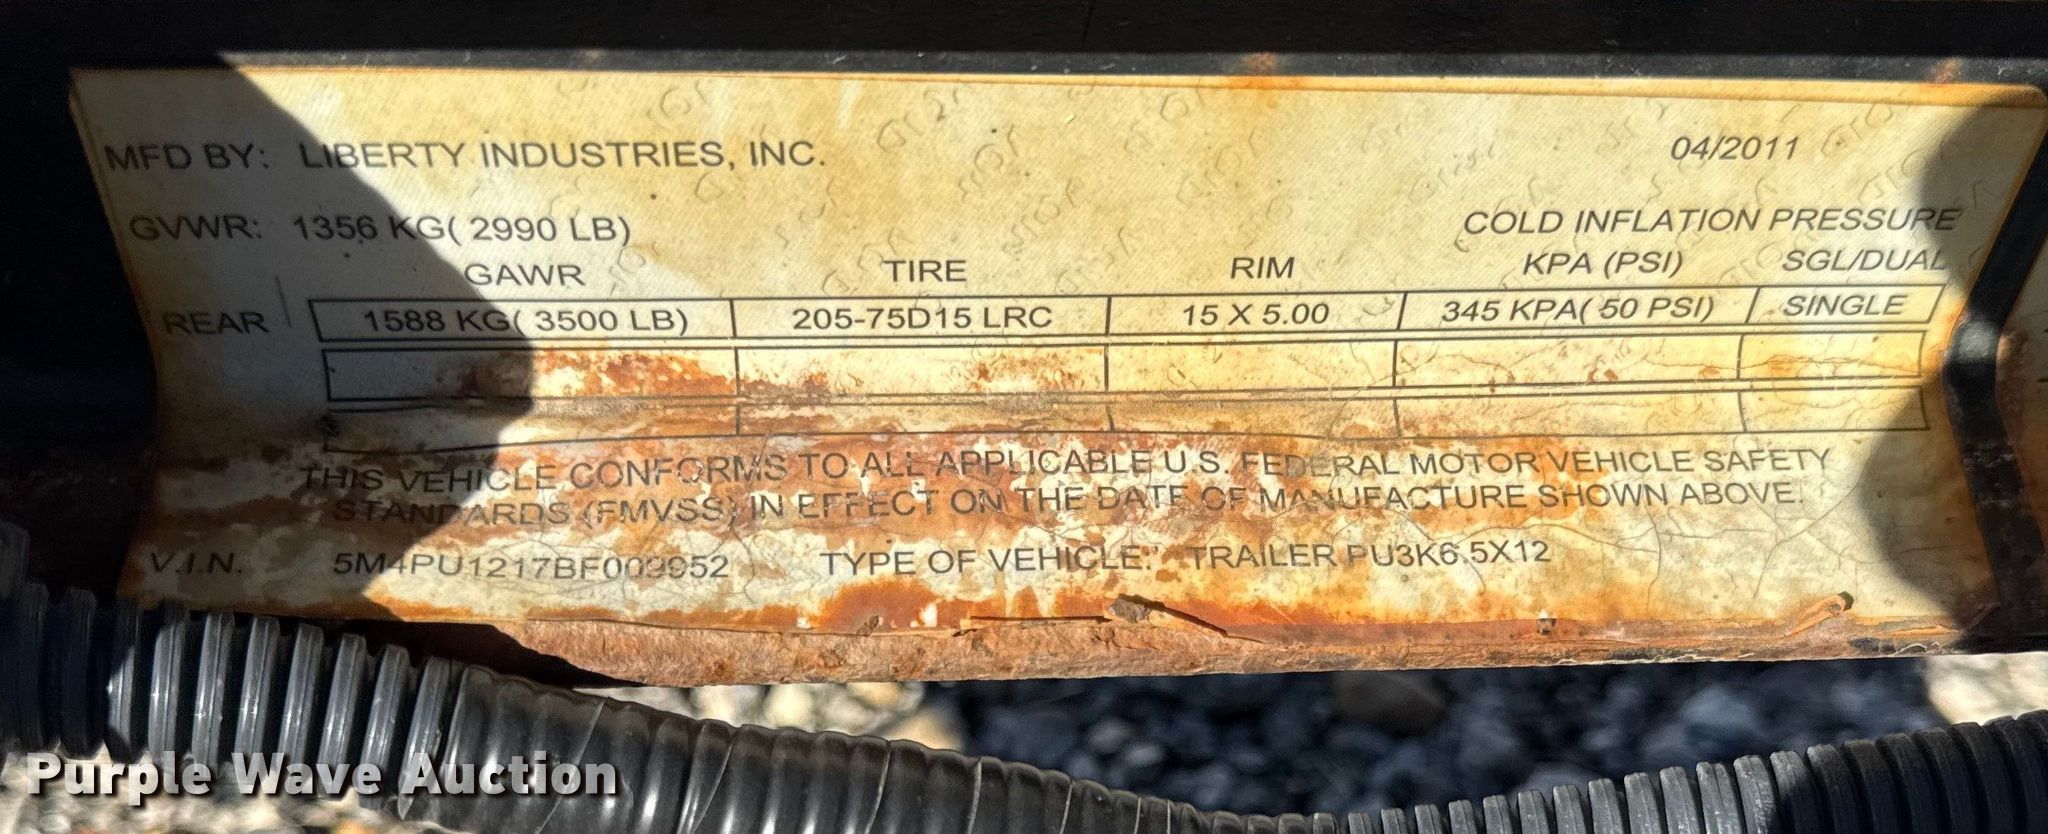 MFD BY: LIBERTY INDUSTRIES, INC. 04/2011
GVWR: 1356 KG( 2990 LB) COLD INFLATION PRESSURE
GAWR TIRE RIM KPA (PSI) SGL/DUAL
REAR 1588 KG( 3500 LB) 205-75D15 LRC 15 X 5.00 345 KPA( 50 PSI) SINGLE
THIS VEHICLE CONFORMS TO ALL APPLICABLE U.S. FEDERAL MOTOR VEHICLE SAFETY
STANDARDS (FMVSS) IN EFFECT ON THE DATE OF MANUFACTURE SHOWN ABOVE.
V.I.N. 5M4PU1217BF009952 TYPE OF VEHICLE: TRAILER PU3K6.5X12
Purple Wave Auction